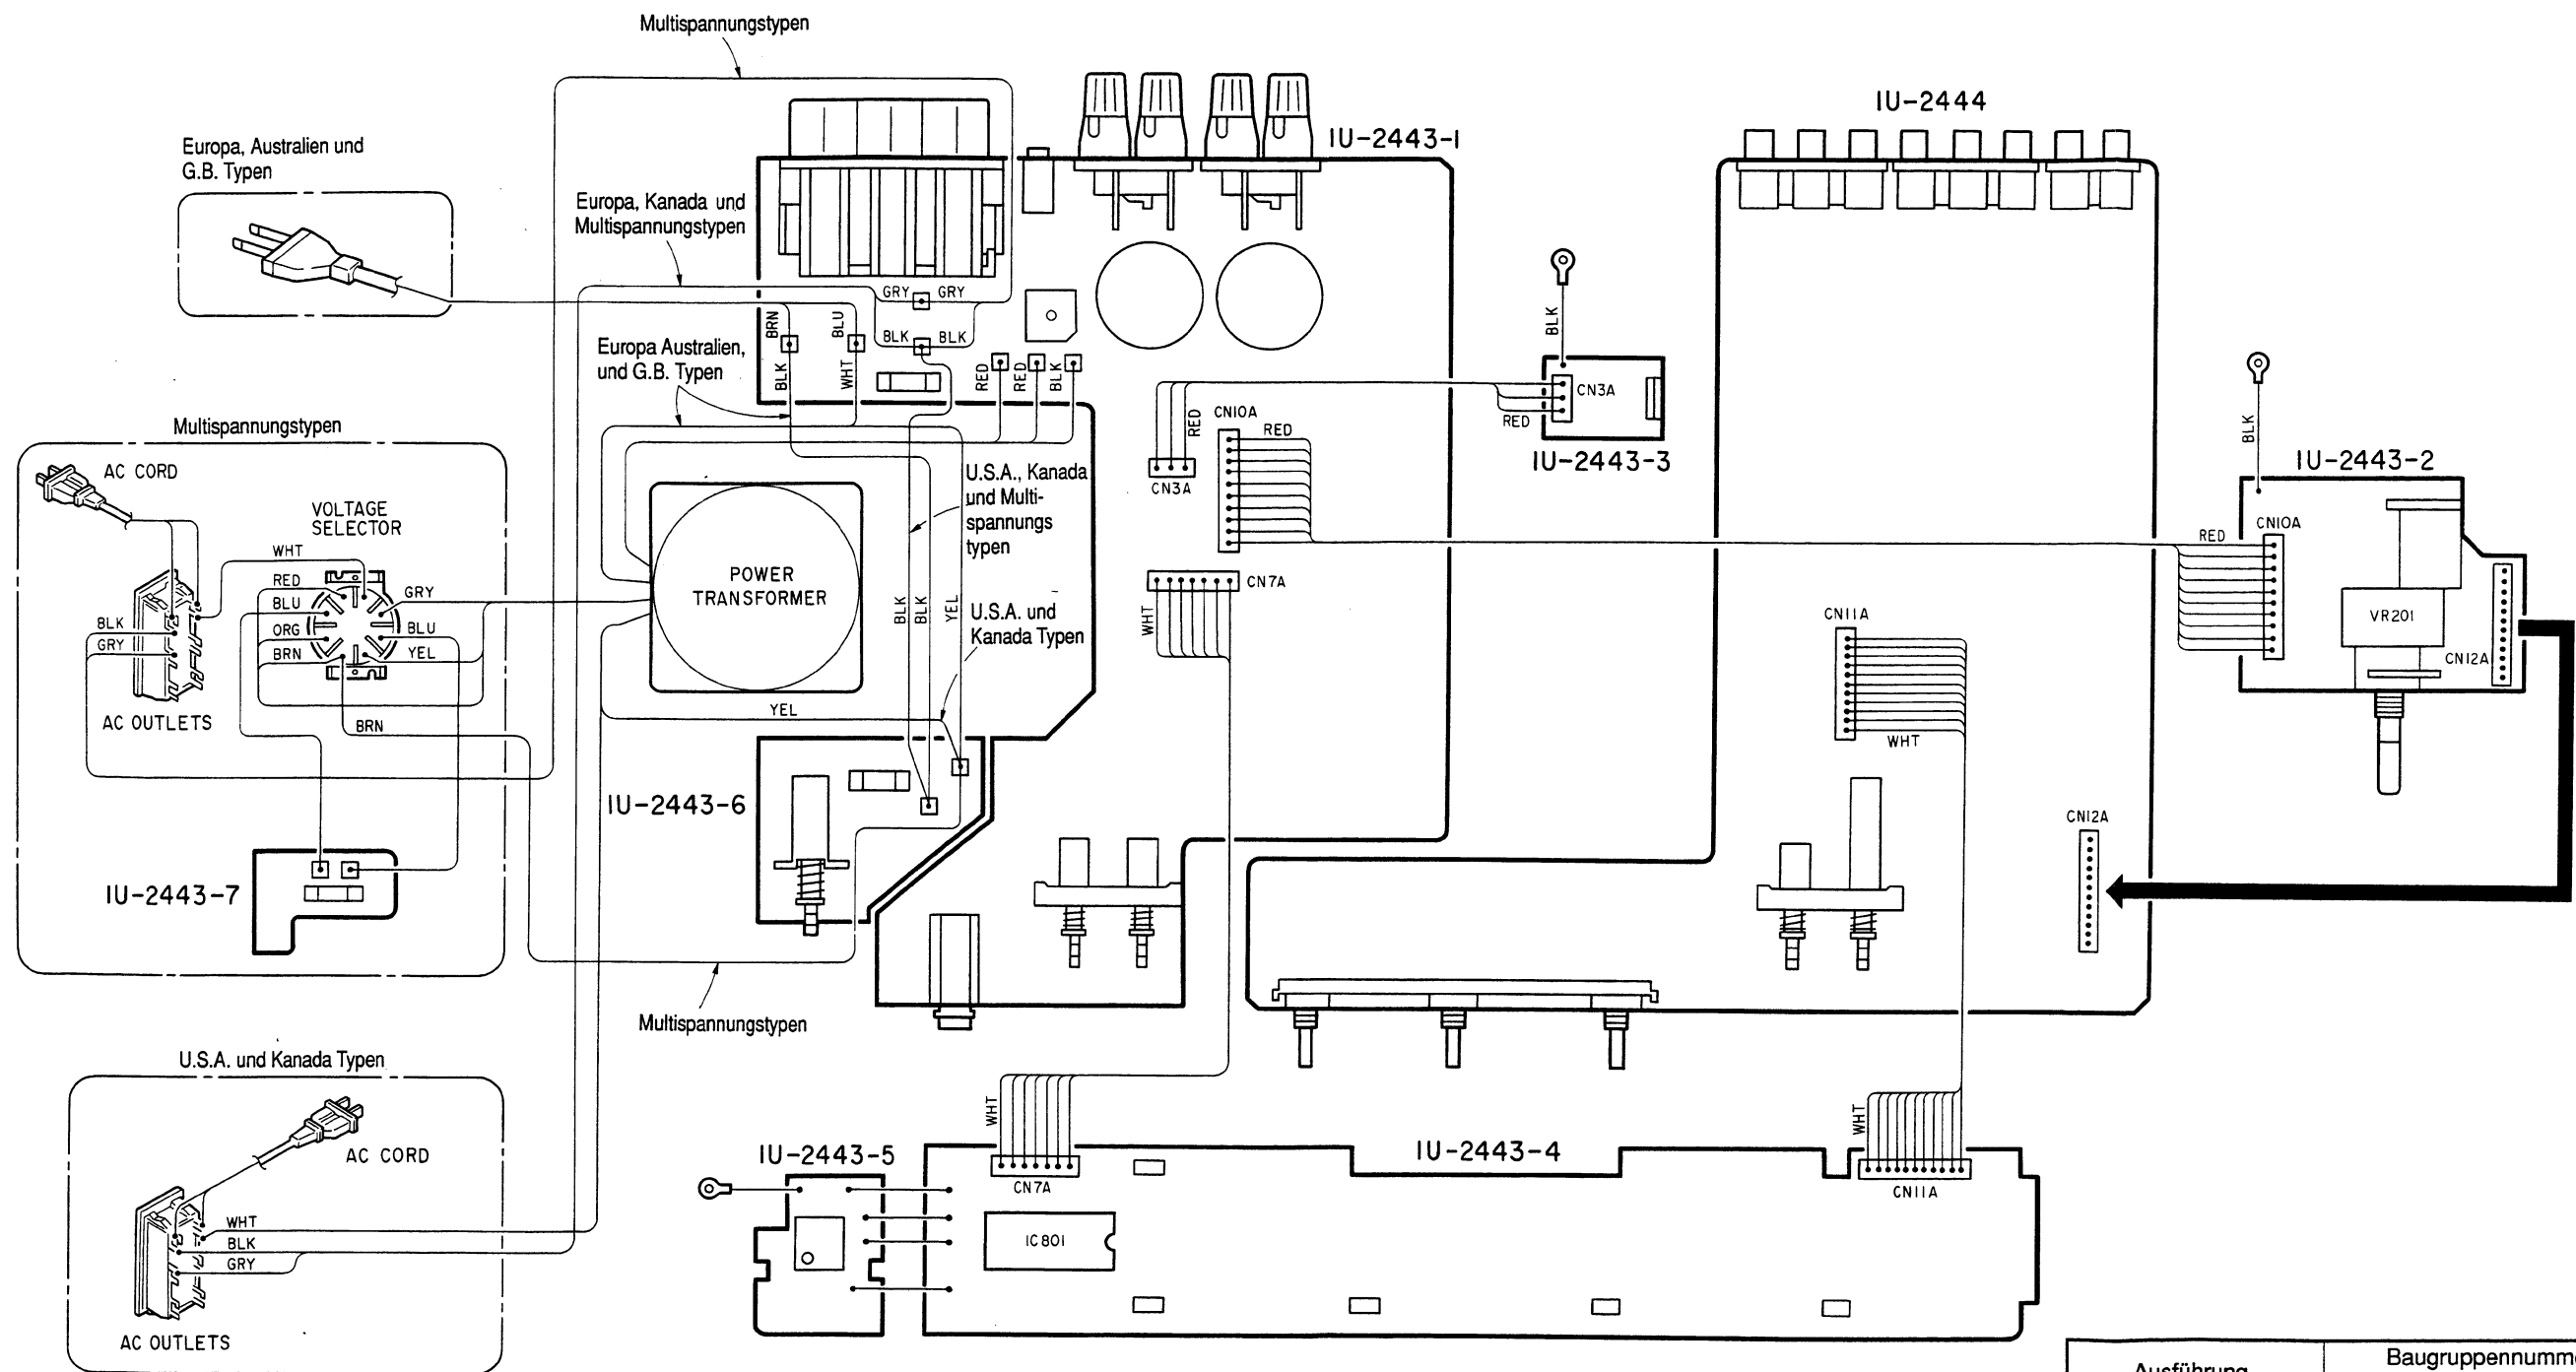 Multispannungstypen
Europa, Australien und
G.B. Typen
Europa, Kanada und
Multispannungstypen
IU-2443-1
IU-2444
GRY
GRY
BRN
BLU
BLK
BLK
Europa Australien,
und G.B. Typen
BLK
WHT
RED
RED
BLK
BLK
CN3A
RED
IU-2443-3
RED
CN3A
CN10A
RED
BLK
IU-2443-2
CN10A
RED
VR201
CN12A
Multispannungstypen
AC CORD
VOLTAGE
SELECTOR
WHT
RED
BLU
ORG
BRN
GRY
BLU
YEL
BLK
GRY
AC OUTLETS
BRN
IU-2443-7
POWER
TRANSFORMER
U.S.A., Kanada
und Multi-
spannungs
typen
BLK
BLK
YEL
U.S.A. und
Kanada Typen
YEL
CN7A
WHT
CN11A
WHT
CN12A
IU-2443-6
Multispannungstypen
U.S.A. und Kanada Typen
AC CORD
WHT
BLK
GRY
AC OUTLETS
WHT
WHT
IU-2443-5
IU-2443-4
CN7A
CN11A
IC801
Ausführung
Baugruppennumme